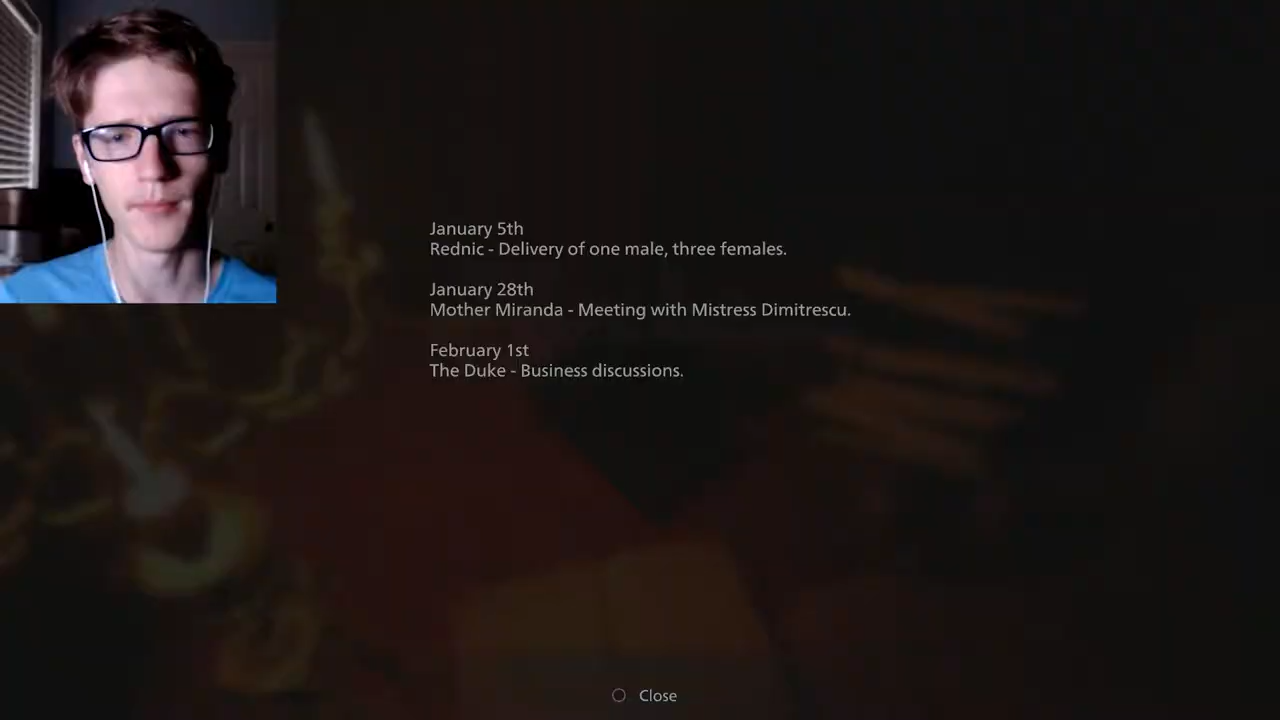 January 5th
Rednic - Delivery of one male, three females.
January 28th
Mother Miranda - Meeting with Mistress Dimitrescu.
February 1st
The Duke - Business discussions.
Close